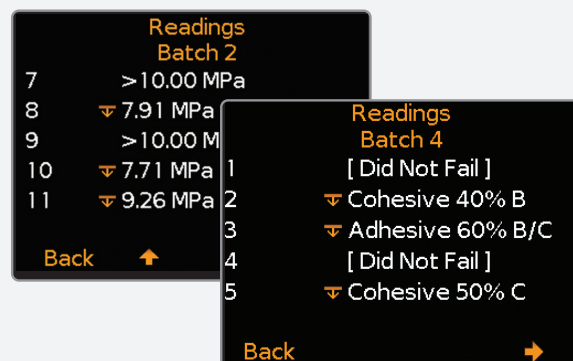 Readings
Batch 2
7 >10.00 MPa
8 7.91 MPa
9 >10.00 M
10 7.71 MPa
11 9.26 MPa
Back
Readings
Batch 4
1 [ Did Not Fail ]
2 Cohesive 40% B
3 Adhesive 60% B/C
4 [ Did Not Fail ]
5 Cohesive 50% C
Back